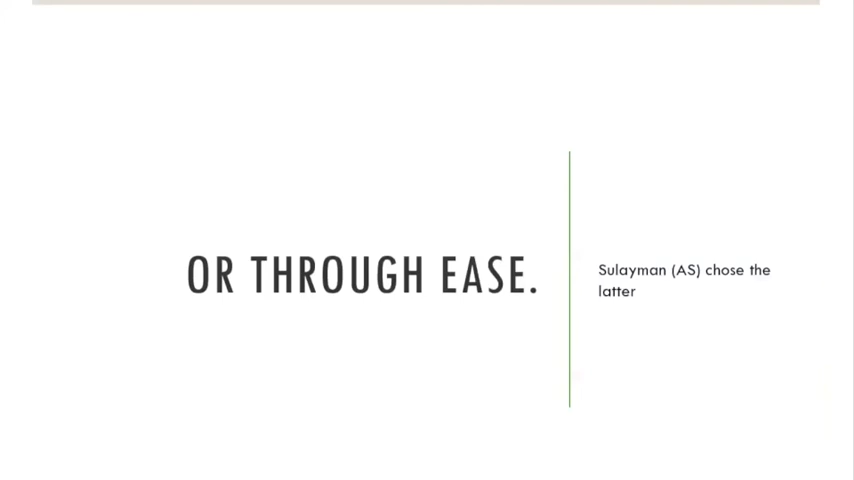 OR THROUGH EASE.
Sulayman (AS) chose the
latter